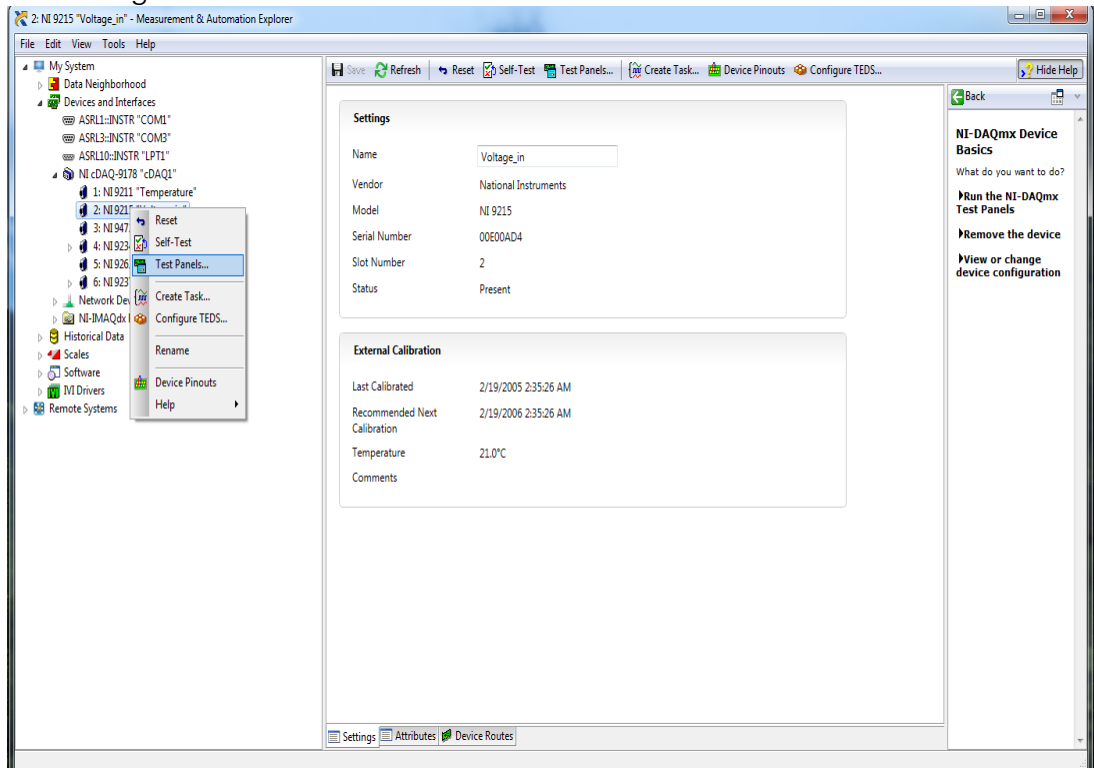 2: NI 9215 "Voltage_in" - Measurement & Automation Explorer
File Edit View Tools Help
My System
Data Neighborhood
Devices and Interfaces
ASRL1::INSTR "COM1"
ASRL3::INSTR "COM3"
ASRL10::INSTR "LPT1"
NI cDAQ-9178 "cDAQ1"
1: NI 9211 "Temperature"
2: NI 921
3: NI 947
4: NI 923
5: NI 926
6: NI 923
Network De
NI-IMAQdx
Historical Data
Scales
Software
IVI Drivers
Remote Systems
Reset
Self-Test
Test Panels...
Create Task...
Configure TEDS...
Rename
Device Pinouts
Help
Save Refresh Reset Self-Test Test Panels... Create Task... Device Pinouts Configure TEDS... Hide Help
Settings
Name Voltage_in
Vendor National Instruments
Model NI 9215
Serial Number 00E00AD4
Slot Number 2
Status Present
External Calibration
Last Calibrated 2/19/2005 2:35:26 AM
Recommended Next 2/19/2006 2:35:26 AM
Calibration
Temperature 21.0°C
Comments
Settings Attributes Device Routes
Back
NI-DAQmx Device
Basics
What do you want to do?
Run the NI-DAQmx
Test Panels
Remove the device
View or change
device configuration